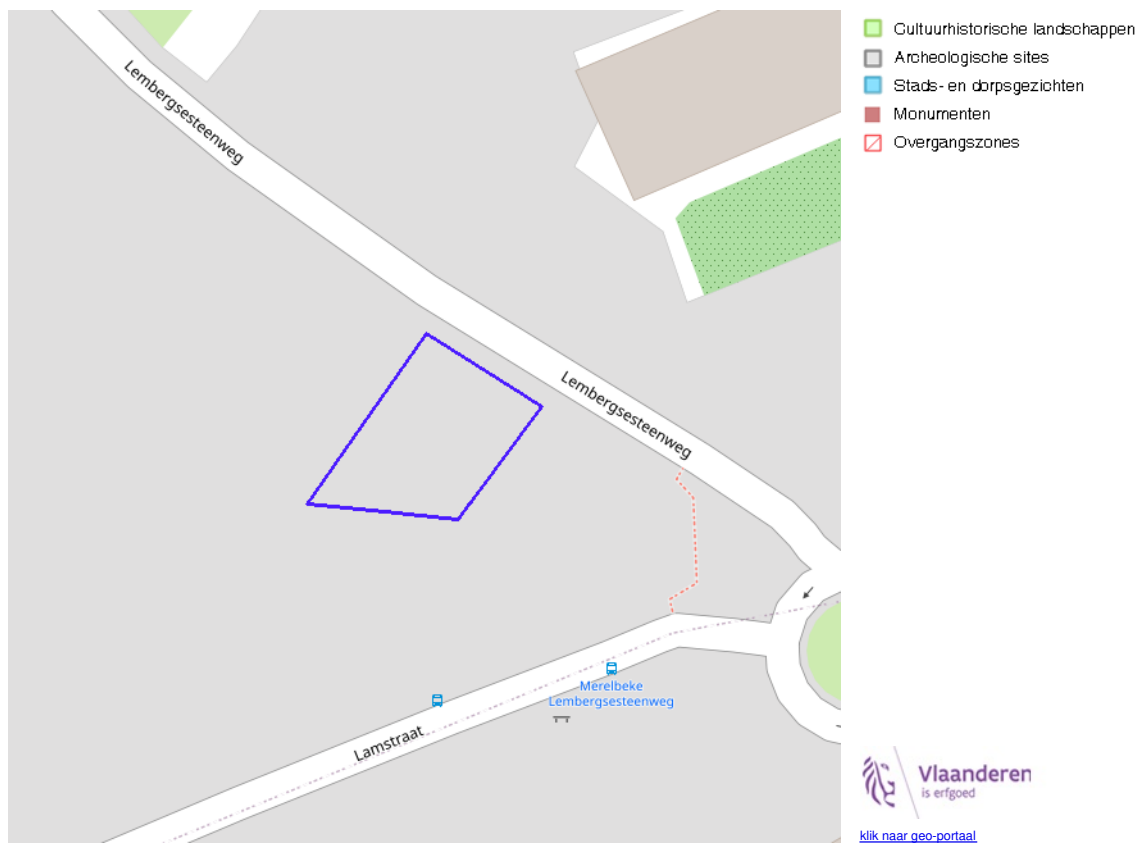 Lembergsesteenweg
Lembergsesteenweg
Merelbeke
Lembergsesteenweg
Lamstraat
Cultuurhistorische landschappen
Archeologische sites
Stads- en dorpsgezichten
Monumenten
Overgangszones
Vlaanderen
is erfgoed
klik naar geo-portaal